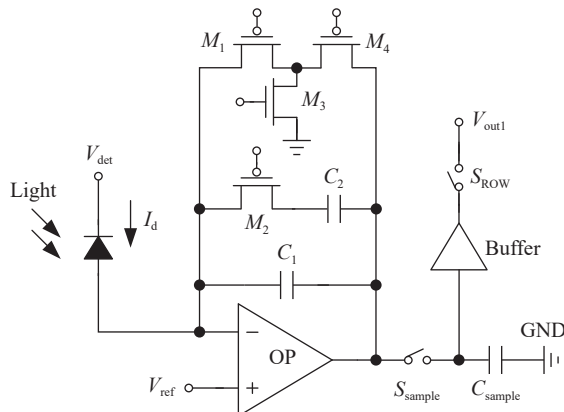 M1
M4
M3
Vout1
Vdet
SROW
Light
C2
Id
M2
Buffer
C1
GND
−
OP
Vref
+
Ssample
Csample